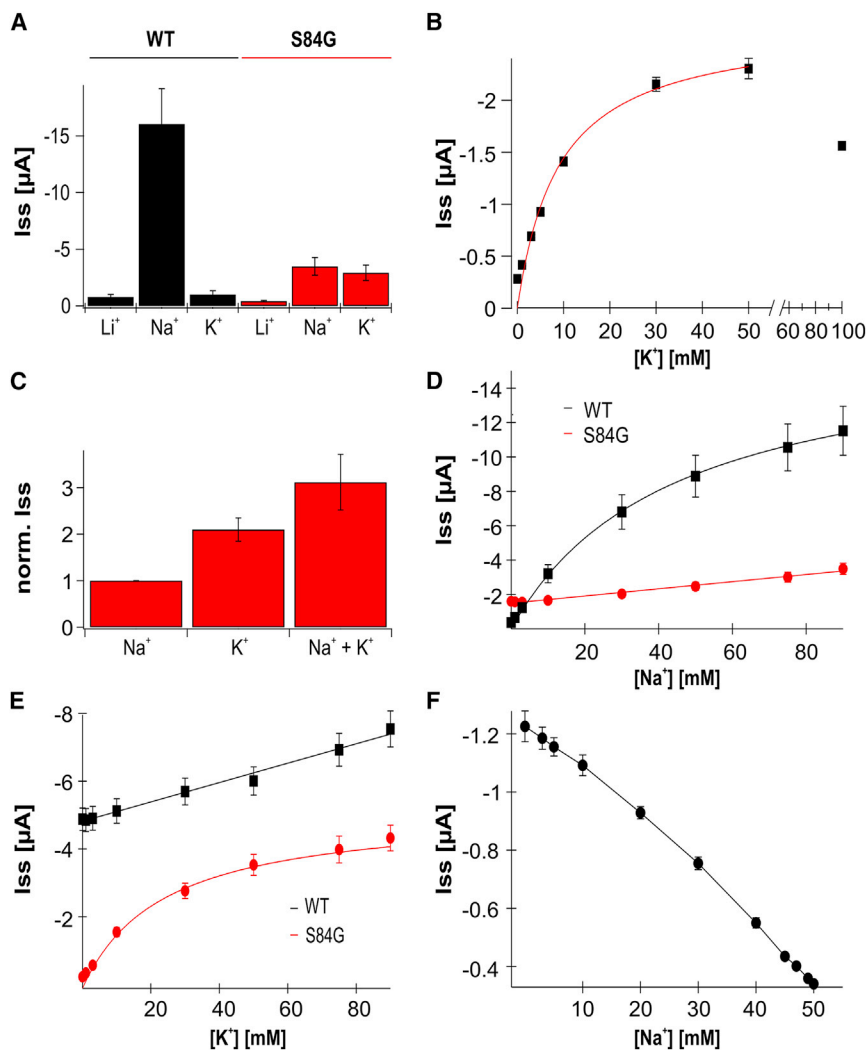 A
WT
S84G
Iss [µA]
-15
-10
-5
0
Li⁺
Na⁺
K⁺
Li⁺
Na⁺
K⁺
B
Iss [µA]
-2
-1.5
-1
-0.5
0
0
10
20
30
40
50
60
80
100
[K⁺] [mM]
C
norm. Iss
3
2
1
0
Na⁺
K⁺
Na⁺ + K⁺
D
WT
S84G
Iss [µA]
-14
-12
-10
-8
-6
-4
-2
20
40
60
80
[Na⁺] [mM]
E
Iss [µA]
-8
-6
-4
-2
WT
S84G
20
40
60
80
[K⁺] [mM]
F
Iss [µA]
-1.2
-1
-0.8
-0.6
-0.4
10
20
30
40
50
[Na⁺] [mM]